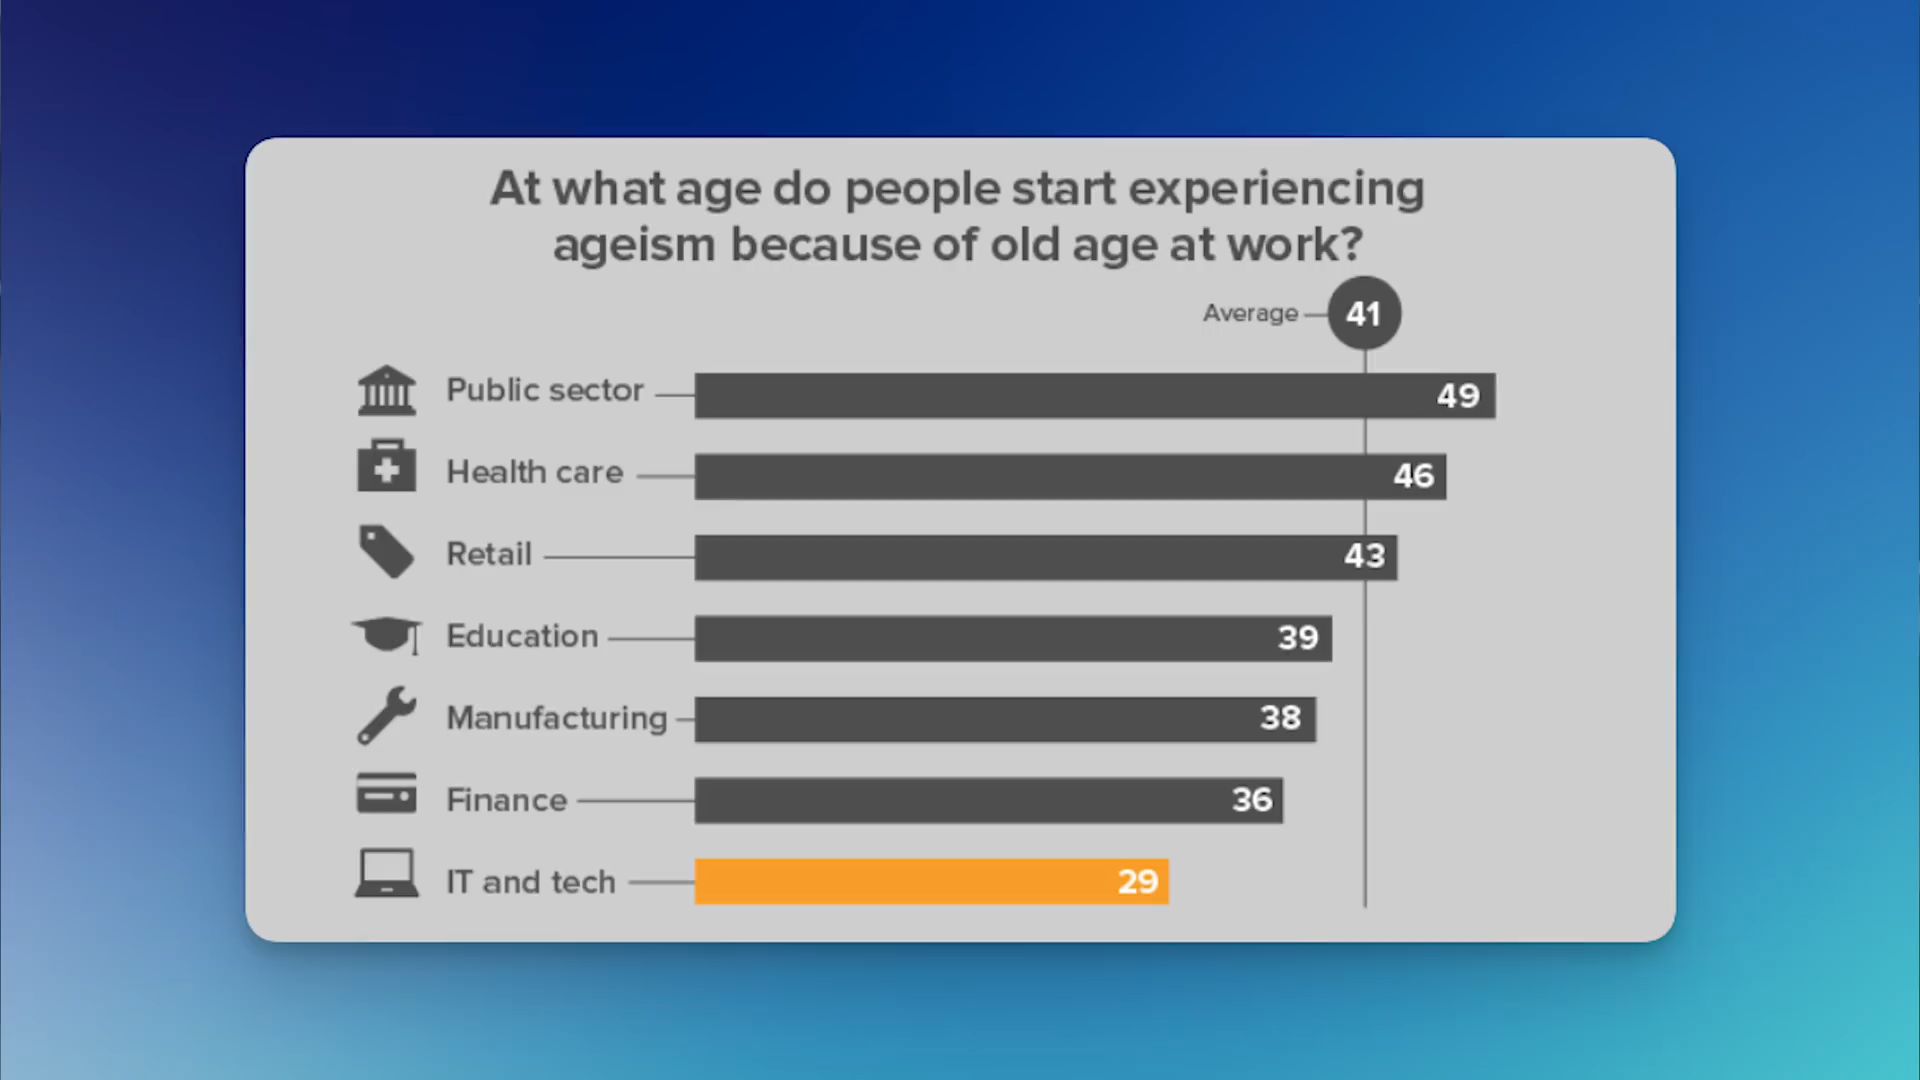 At what age do people start experiencing
ageism because of old age at work?
Average 41
Public sector 49
Health care 46
Retail 43
Education 39
Manufacturing 38
Finance 36
IT and tech 29